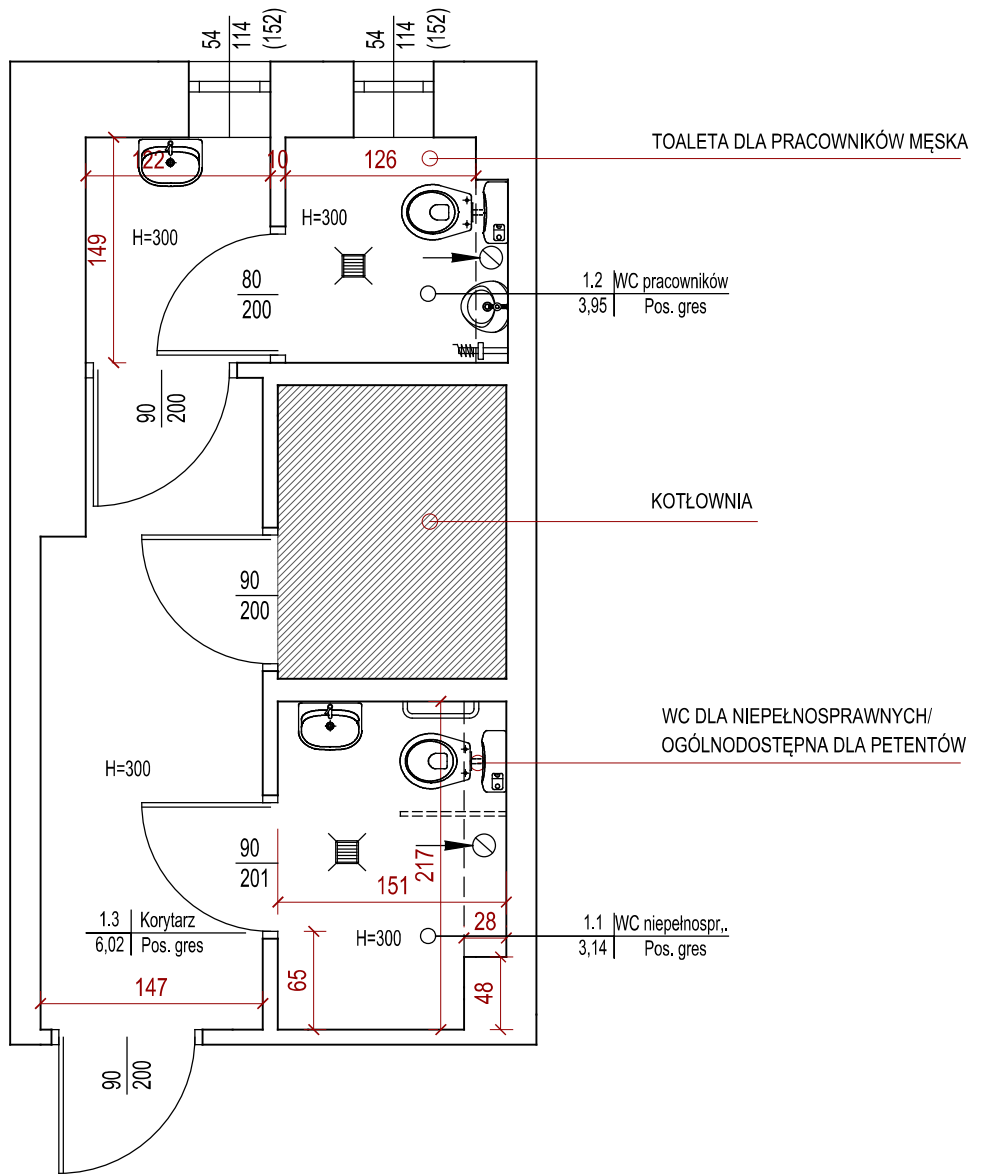 54
114
(152)
54
114
(152)
TOALETA DLA PRACOWNIKÓW MĘSKA
122
10
126
H=300
H=300
149
80
200
1.2 WC pracowników
3,95 Pos. gres
90
200
KOTŁOWNIA
90
200
WC DLA NIEPEŁNOSPRAWNYCH/
OGÓLNODOSTĘPNA DLA PETENTÓW
H=300
90
201
217
151
28
1.3 Korytarz
6,02 Pos. gres
H=300
1.1 WC niepełnospr,.
3,14 Pos. gres
65
48
147
90
200